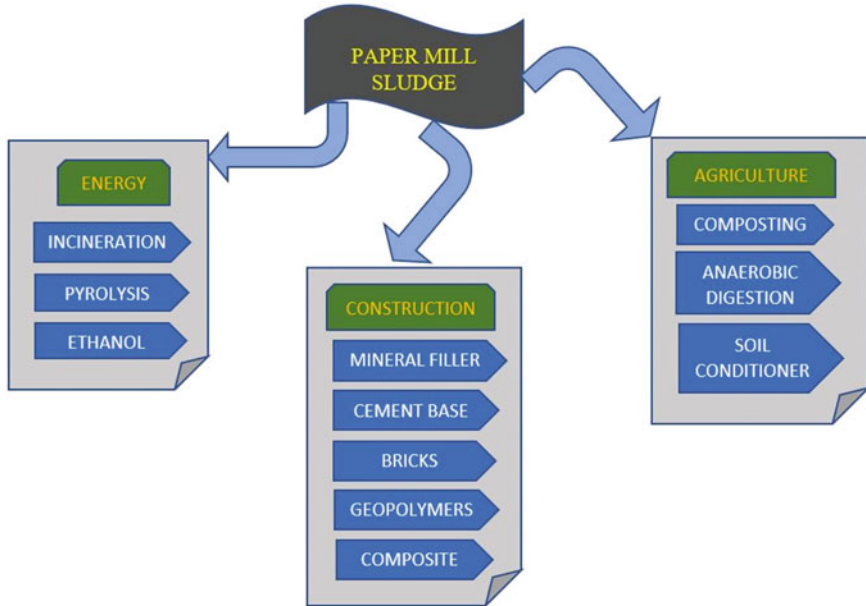 PAPER MILL
SLUDGE
ENERGY
INCINERATION
PYROLYSIS
ETHANOL
CONSTRUCTION
MINERAL FILLER
CEMENT BASE
BRICKS
GEOPOLYMERS
COMPOSITE
AGRICULTURE
COMPOSTING
ANAEROBIC
DIGESTION
SOIL
CONDITIONER